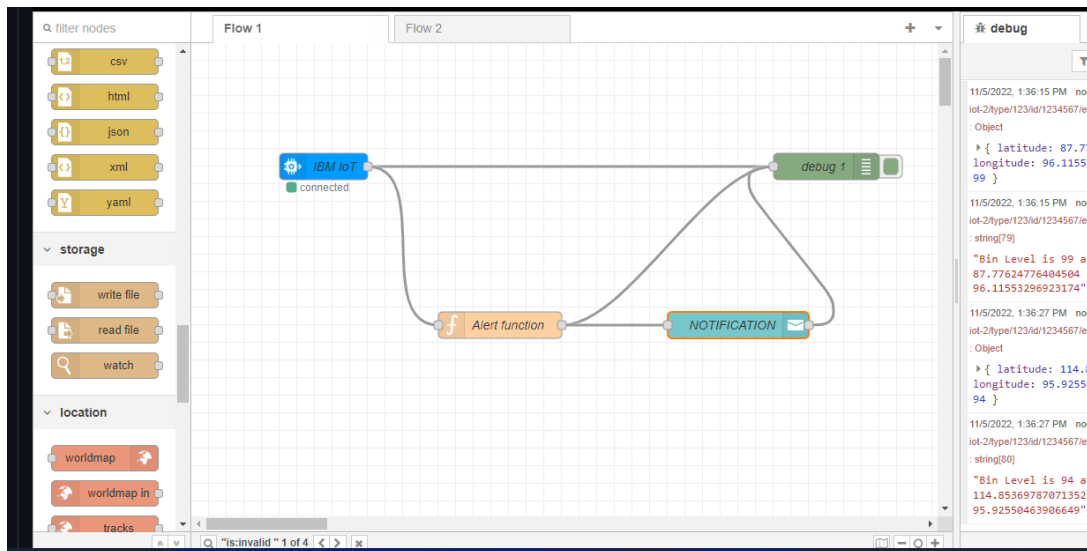 filter nodes
csv
html
json
xml
yaml
storage
write file
read file
watch
location
worldmap
worldmap in
tracks
Flow 1
Flow 2
IBM IoT
connected
debug 1
Alert function
NOTIFICATION
"is:invalid " 1 of 4
debug
11/5/2022, 1:36:15 PM no
iot-2/type/123/id/1234567/e
: Object
{ latitude: 87.7
longitude: 96.1155
99 }
11/5/2022, 1:36:15 PM no
iot-2/type/123/id/1234567/e
: string[79]
"Bin Level is 99 a
87.77624776404504
96.11553296923174"
11/5/2022, 1:36:27 PM no
iot-2/type/123/id/1234567/e
: Object
{ latitude: 114.8
longitude: 95.9255
94 }
11/5/2022, 1:36:27 PM no
iot-2/type/123/id/1234567/e
: string[80]
"Bin Level is 94 a
114.85369787071352
95.92550463906649"